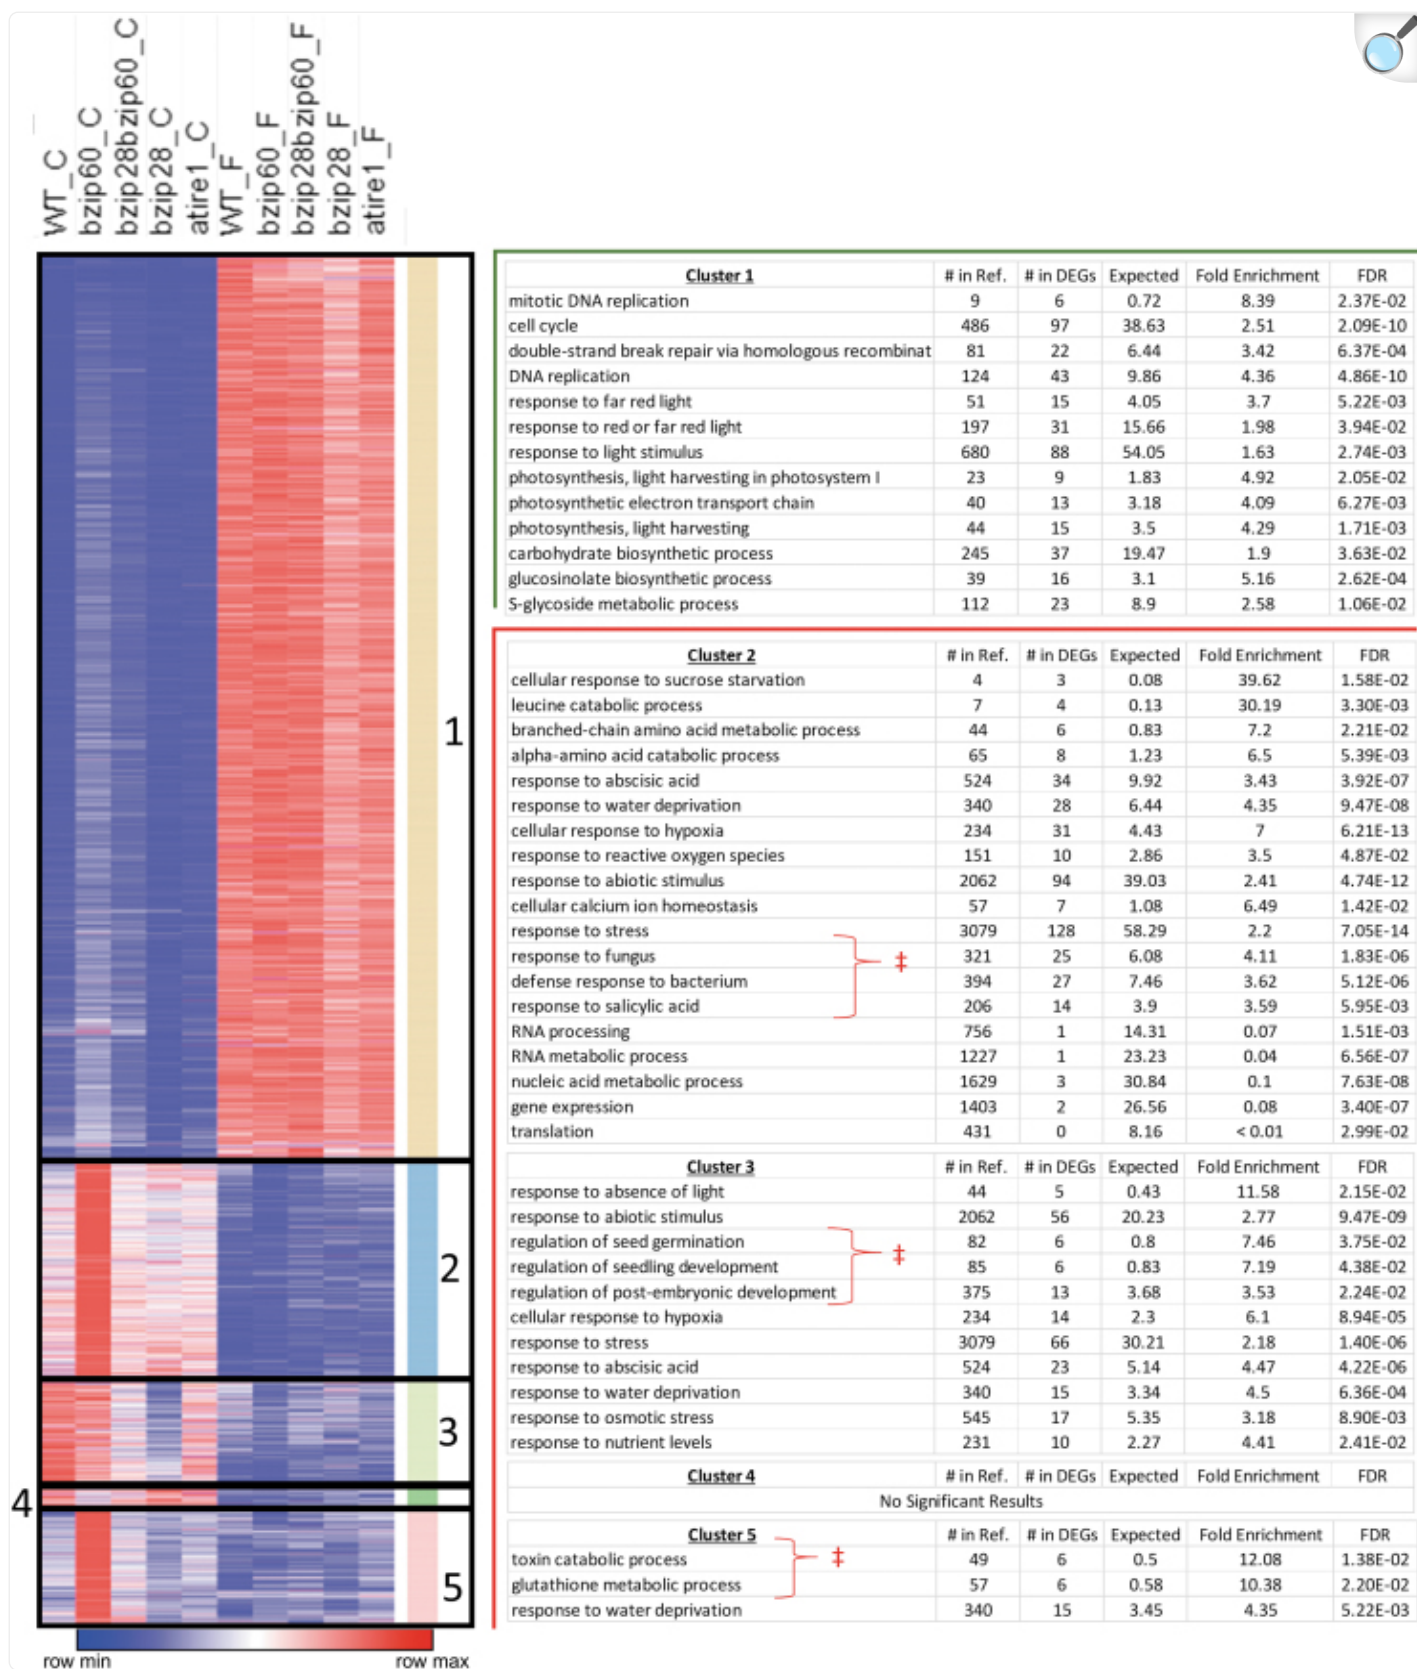 WT_C
bzip60_C
bzip28bzip60_C
bzip28_C
atire1_C
WT_F
bzip60_F
bzip28bzip60_F
bzip28_F
atire1_F
Cluster 1 # in Ref. # in DEGs Expected Fold Enrichment FDR
mitotic DNA replication 9 6 0.72 8.39 2.37E-02
cell cycle 486 97 38.63 2.51 2.09E-10
double-strand break repair via homologous recombinat 81 22 6.44 3.42 6.37E-04
DNA replication 124 43 9.86 4.36 4.86E-10
response to far red light 51 15 4.05 3.7 5.22E-03
response to red or far red light 197 31 15.66 1.98 3.94E-02
response to light stimulus 680 88 54.05 1.63 2.74E-03
photosynthesis, light harvesting in photosystem I 23 9 1.83 4.92 2.05E-02
photosynthetic electron transport chain 40 13 3.18 4.09 6.27E-03
photosynthesis, light harvesting 44 15 3.5 4.29 1.71E-03
carbohydrate biosynthetic process 245 37 19.47 1.9 3.63E-02
glucosinolate biosynthetic process 39 16 3.1 5.16 2.62E-04
S-glycoside metabolic process 112 23 8.9 2.58 1.06E-02
Cluster 2 # in Ref. # in DEGs Expected Fold Enrichment FDR
cellular response to sucrose starvation 4 3 0.08 39.62 1.58E-02
leucine catabolic process 7 4 0.13 30.19 3.30E-03
branched-chain amino acid metabolic process 44 6 0.83 7.2 2.21E-02
alpha-amino acid catabolic process 65 8 1.23 6.5 5.39E-03
response to abscisic acid 524 34 9.92 3.43 3.92E-07
response to water deprivation 340 28 6.44 4.35 9.47E-08
cellular response to hypoxia 234 31 4.43 7 6.21E-13
response to reactive oxygen species 151 10 2.86 3.5 4.87E-02
response to abiotic stimulus 2062 94 39.03 2.41 4.74E-12
cellular calcium ion homeostasis 57 7 1.08 6.49 1.42E-02
response to stress 3079 128 58.29 2.2 7.05E-14
response to fungus ‡ 321 25 6.08 4.11 1.83E-06
defense response to bacterium 394 27 7.46 3.62 5.12E-06
response to salicylic acid 206 14 3.9 3.59 5.95E-03
RNA processing 756 1 14.31 0.07 1.51E-03
RNA metabolic process 1227 1 23.23 0.04 6.56E-07
nucleic acid metabolic process 1629 3 30.84 0.1 7.63E-08
gene expression 1403 2 26.56 0.08 3.40E-07
translation 431 0 8.16 < 0.01 2.99E-02
Cluster 3 # in Ref. # in DEGs Expected Fold Enrichment FDR
response to absence of light 44 5 0.43 11.58 2.15E-02
response to abiotic stimulus 2062 56 20.23 2.77 9.47E-09
regulation of seed germination ‡ 82 6 0.8 7.46 3.75E-02
regulation of seedling development 85 6 0.83 7.19 4.38E-02
regulation of post-embryonic development 375 13 3.68 3.53 2.24E-02
cellular response to hypoxia 234 14 2.3 6.1 8.94E-05
response to stress 3079 66 30.21 2.18 1.40E-06
response to abscisic acid 524 23 5.14 4.47 4.22E-06
response to water deprivation 340 15 3.34 4.5 6.36E-04
response to osmotic stress 545 17 5.35 3.18 8.90E-03
response to nutrient levels 231 10 2.27 4.41 2.41E-02
Cluster 4 # in Ref. # in DEGs Expected Fold Enrichment FDR
No Significant Results
Cluster 5 # in Ref. # in DEGs Expected Fold Enrichment FDR
toxin catabolic process ‡ 49 6 0.5 12.08 1.38E-02
glutathione metabolic process 57 6 0.58 10.38 2.20E-02
response to water deprivation 340 15 3.45 4.35 5.22E-03
1
2
3
4
5
row min row max